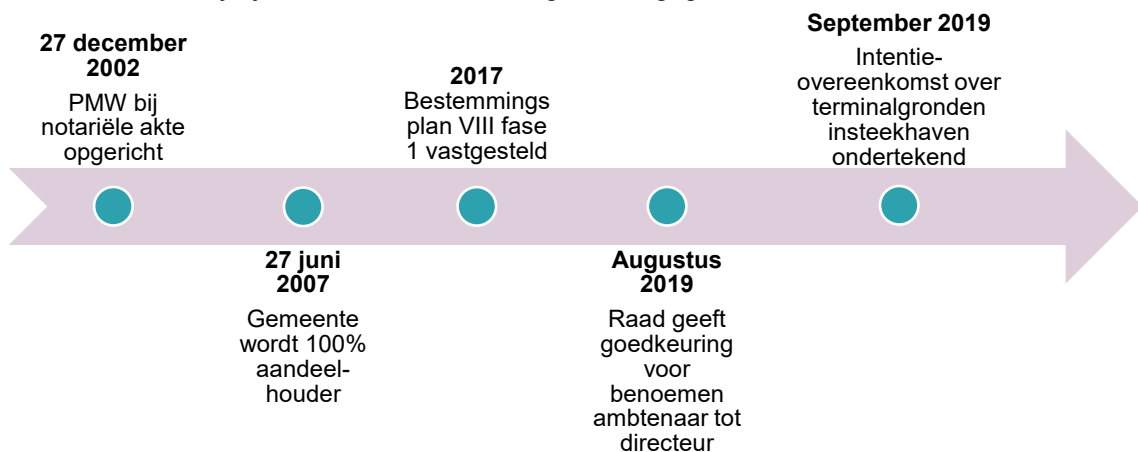 27 december
2002
PMW bij
notariële akte
opgericht
27 juni
2007
Gemeente
wordt 100%
aandeel-
houder
2017
Bestemmings
plan VIII fase
1 vastgesteld
Augustus
2019
Raad geeft
goedkeuring
voor
benoemen
ambtenaar tot
directeur
September 2019
Intentie-
overeenkomst over
terminalgronden
insteekhaven
ondertekend